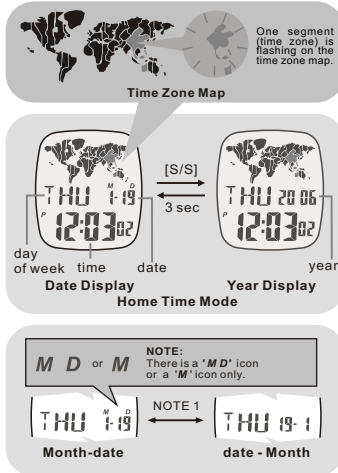 One segment
(time zone) is
flashing on the
time zone map.
Time Zone Map
[S/S]
3 sec
M D
THU 1-19
P 12:03 02
THU 20 06
P 12:03 02
day
of week
time
date
year
Date Display
Year Display
Home Time Mode
M D or M
NOTE:
There is a 'M D' icon
or a 'M' icon only.
M D
THU 1-19
NOTE 1
THU 19-1
Month-date
date - Month